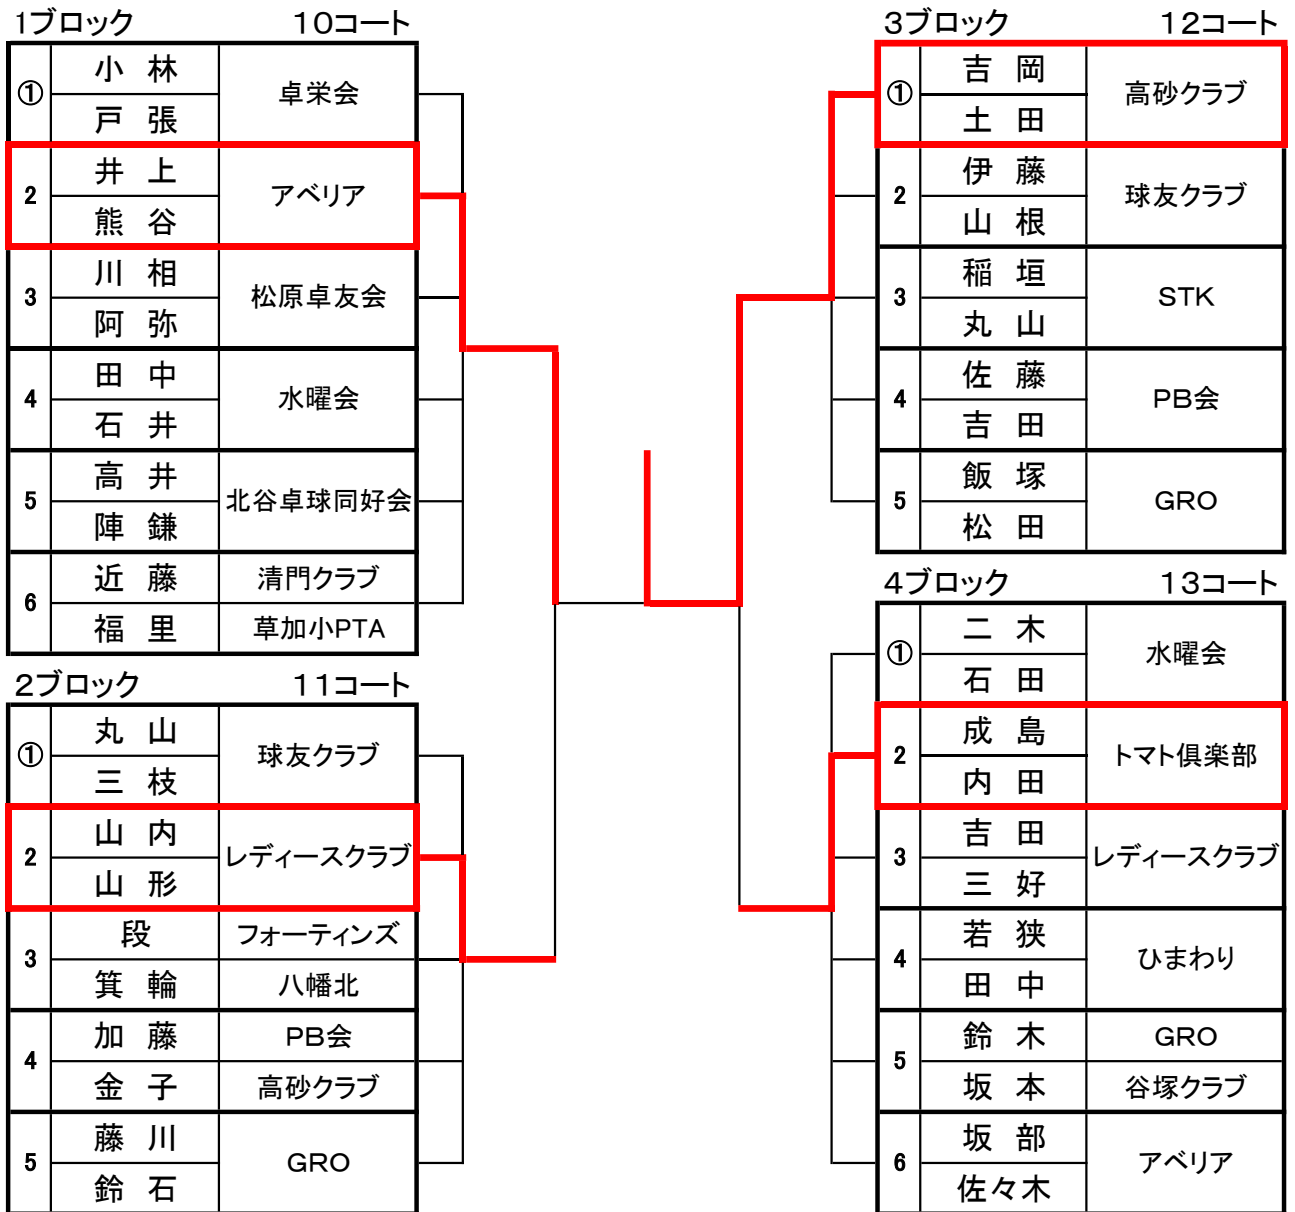 1ブロック 10コート
① 小林 戸張 卓栄会
2 井上 熊谷 アベリア
3 川相 阿弥 松原卓友会
4 田中 石井 水曜会
5 高井 陣鎌 北谷卓球同好会
6 近藤 清門クラブ
福里 草加小PTA
2ブロック 11コート
① 丸山 三枝 球友クラブ
2 山内 山形 レディースクラブ
3 段 フォーティンズ
箕輪 八幡北
4 加藤 PB会
金子 高砂クラブ
5 藤川 鈴石 GRO
3ブロック 12コート
① 吉岡 土田 高砂クラブ
2 伊藤 山根 球友クラブ
3 稲垣 丸山 STK
4 佐藤 吉田 PB会
5 飯塚 松田 GRO
4ブロック 13コート
① 二木 石田 水曜会
2 成島 内田 トマト倶楽部
3 吉田 三好 レディースクラブ
4 若狭 田中 ひまわり
5 鈴木 GRO
坂本 谷塚クラブ
6 坂部 佐々木 アベリア